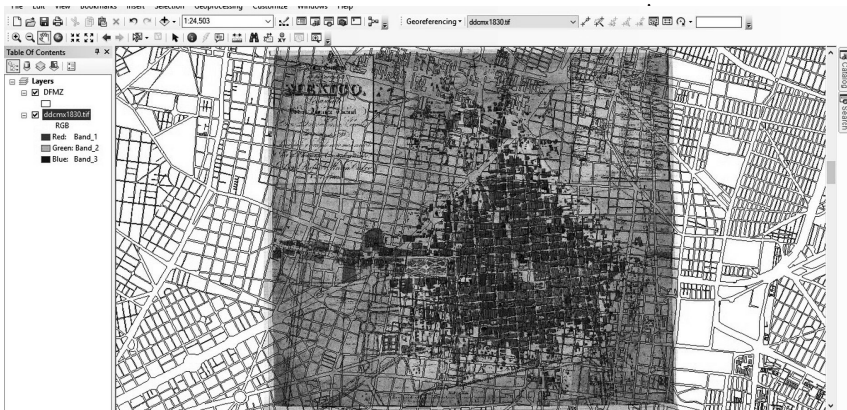 File Edit View Bookmarks Insert Selection Geoprocessing Customize Windows Help
1:24,503
Georeferencing ddcmx1830.tif
Table Of Contents
Layers
DFMZ
ddcmx1830.tif
RGB
Red: Band_1
Green: Band_2
Blue: Band_3
MEXICO.
Catalog
Search